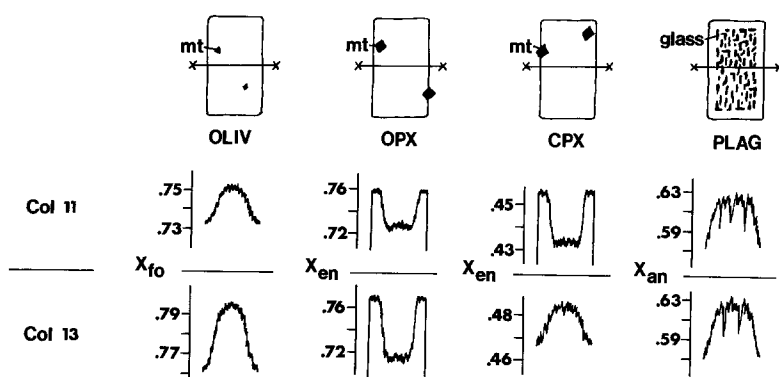 mt mt mt glass
OLIV OPX CPX PLAG
Col 11
.75 .73
.76 .72
.45 .43
.63 .59
X_fo X_en X_en X_an
Col 13
.79 .77
.76 .72
.48 .46
.63 .59